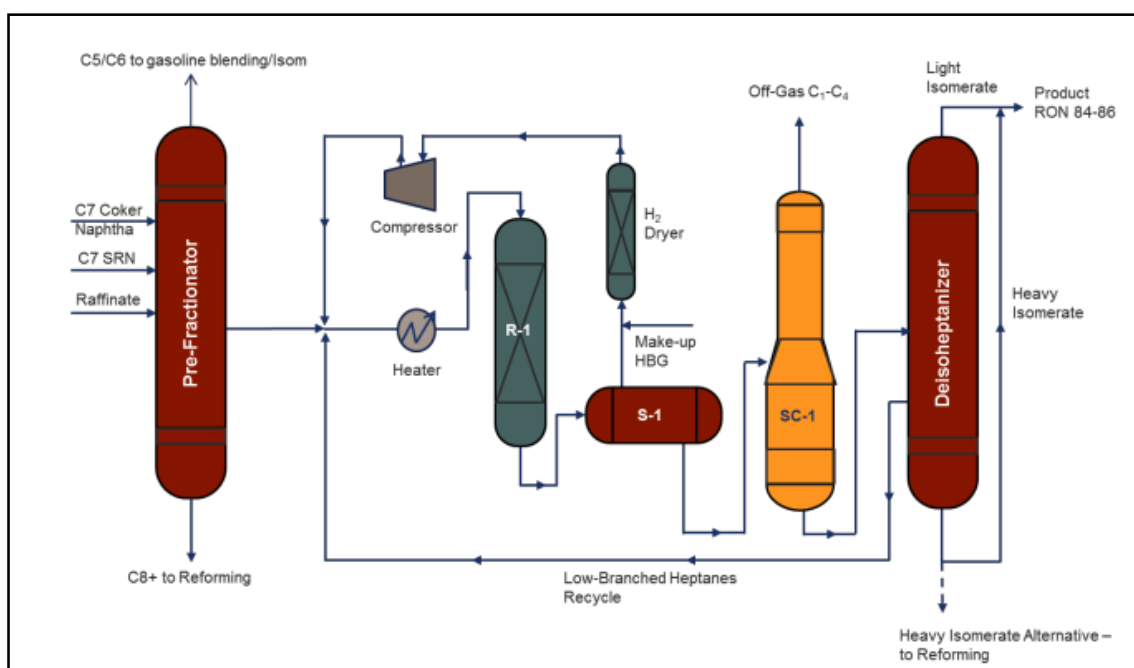 C5/C6 to gasoline blending/Isom
C7 Coker
Naphtha
C7 SRN
Raffinate
Pre-Fractionator
C8+ to Reforming
Compressor
Heater
R-1
H₂
Dryer
Make-up
HBG
S-1
Off-Gas C₁-C₄
SC-1
Low-Branched Heptanes
Recycle
Light
Isomerate
Product
RON 84-86
Deisoheptanizer
Heavy
Isomerate
Heavy Isomerate Alternative –
to Reforming